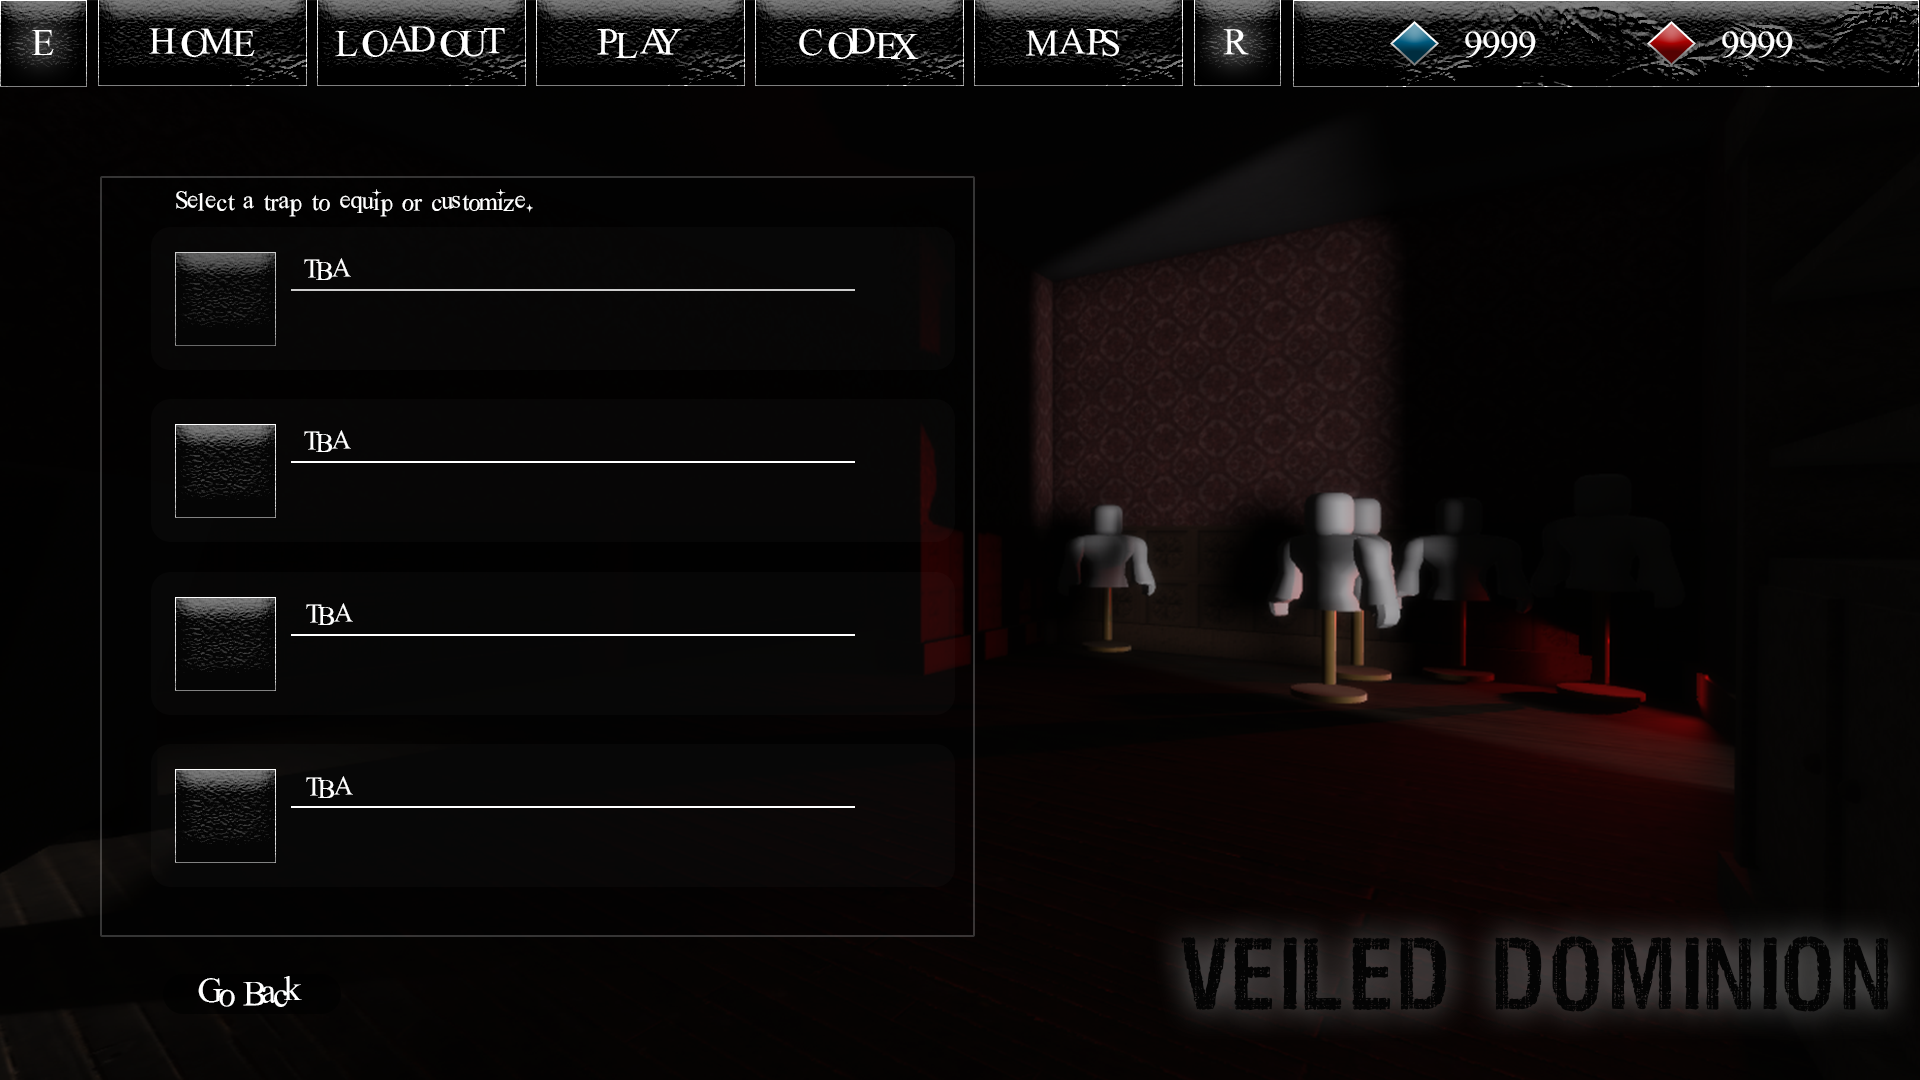 E
HOME
LOADOUT
PLAY
CODEX
MAPS
R
9999
9999
Select a trap to equip or customize.
TBA
TBA
TBA
TBA
Go Back
VEILED DOMINION